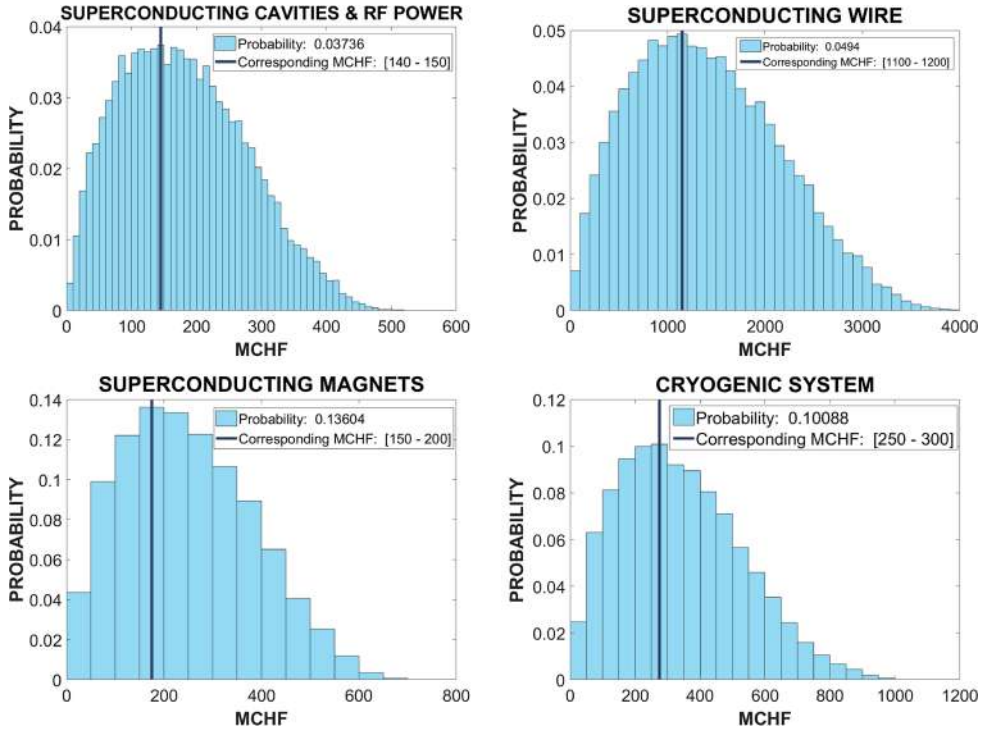 SUPERCONDUCTING CAVITIES & RF POWER
0.04
0.03
0.02
0.01
0
PROBABILITY
Probability: 0.03736
Corresponding MCHF: [140 - 150]
0 100 200 300 400 500 600
MCHF
SUPERCONDUCTING WIRE
0.05
0.04
0.03
0.02
0.01
0
PROBABILITY
Probability: 0.0494
Corresponding MCHF: [1100 - 1200]
0 1000 2000 3000 4000
MCHF
SUPERCONDUCTING MAGNETS
0.14
0.12
0.1
0.08
0.06
0.04
0.02
0
PROBABILITY
Probability: 0.13604
Corresponding MCHF: [150 - 200]
0 200 400 600 800
MCHF
CRYOGENIC SYSTEM
0.12
0.1
0.08
0.06
0.04
0.02
0
PROBABILITY
Probability: 0.10088
Corresponding MCHF: [250 - 300]
0 200 400 600 800 1000 1200
MCHF